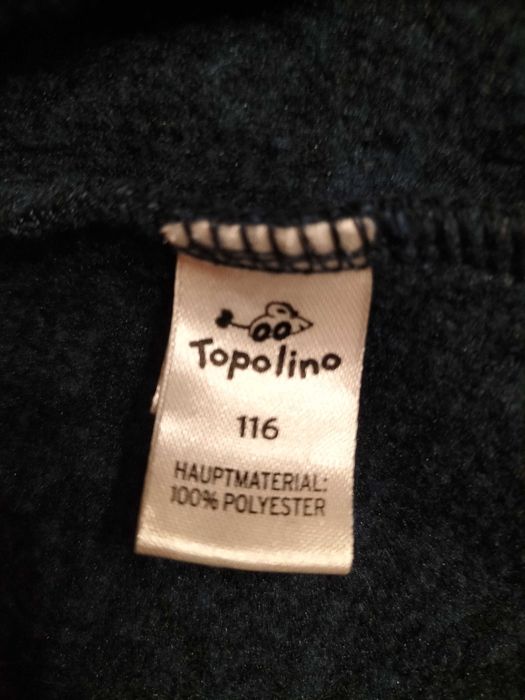 Topolino
116
HAUPTMATERIAL:
100% POLYESTER